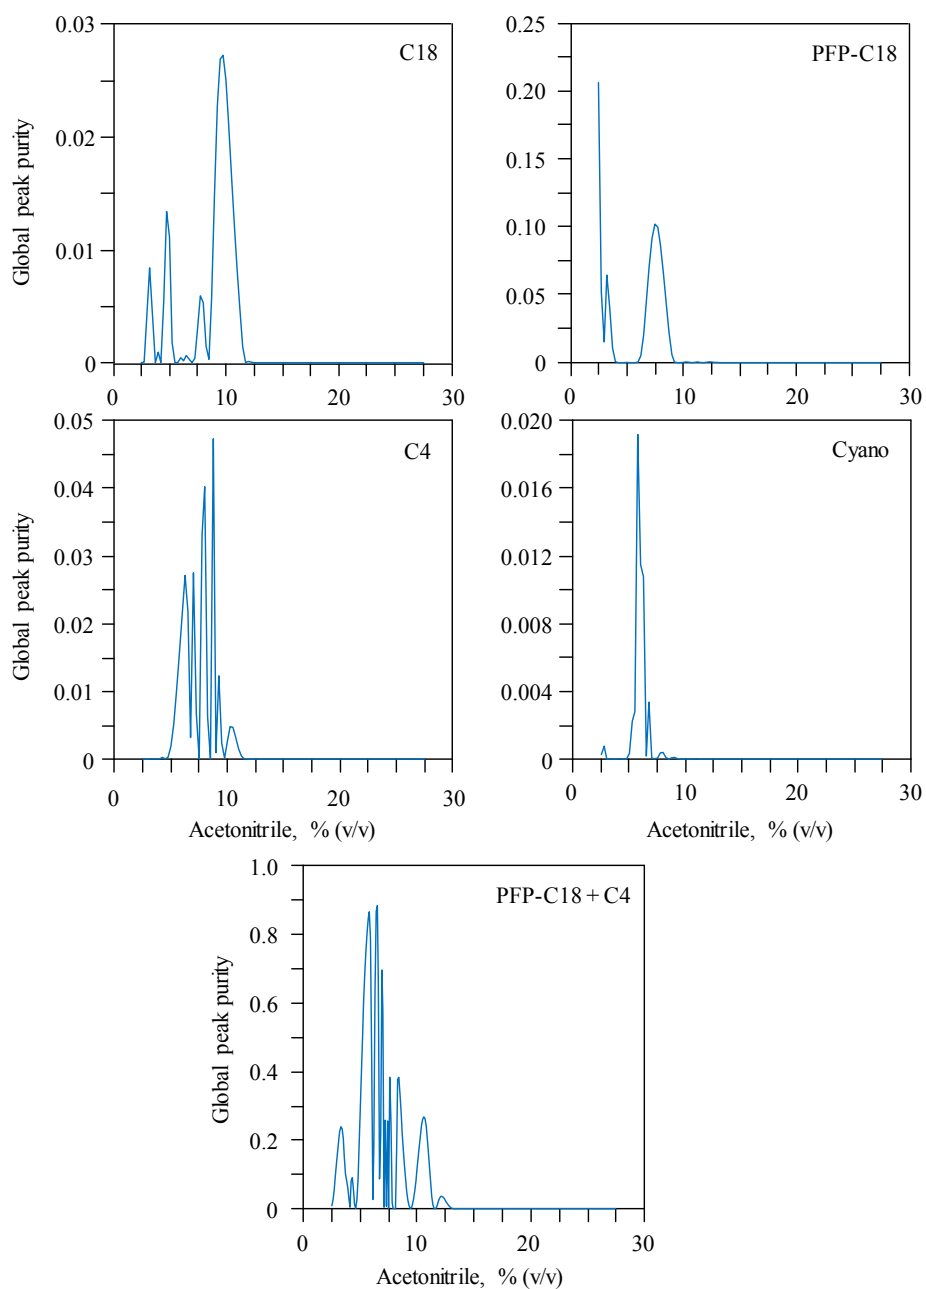 0.03
C18
0.02
0.01
0
0 10 20 30
Global peak purity
0.25
PFP-C18
0.20
0.15
0.10
0.05
0
0 10 20 30
0.05
C4
0.04
0.03
0.02
0.01
0
0 10 20 30
Global peak purity
Acetonitrile, % (v/v)
0.020
Cyano
0.016
0.012
0.008
0.004
0
0 10 20 30
Acetonitrile, % (v/v)
1.0
PFP-C18 + C4
0.8
0.6
0.4
0.2
0
0 10 20 30
Global peak purity
Acetonitrile, % (v/v)